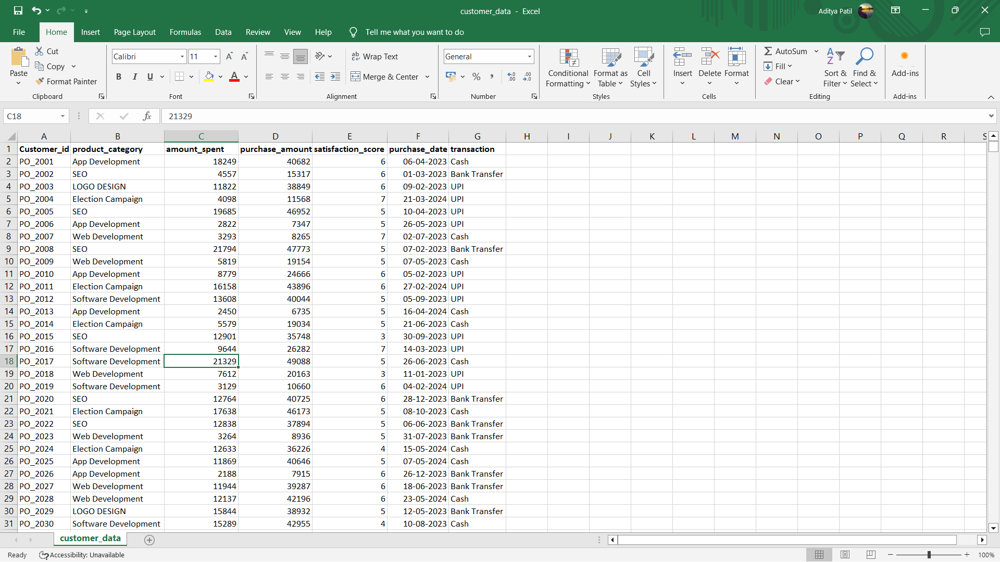 customer_data - Excel
Aditya Patil
File Home Insert Page Layout Formulas Data Review View Help Tell me what you want to do
Paste
Cut
Copy
Format Painter
Clipboard
Calibri 11
B I U
Font
Wrap Text
Merge & Center
Alignment
General
% ,
Number
Conditional Formatting
Format as Table
Cell Styles
Styles
Insert Delete Format
Cells
AutoSum
Fill
Clear
Sort & Filter
Find & Select
Editing
Add-ins
Add-ins
C18 fx 21329
A B C D E F G H I J K L M N O P Q R S
1 Customer_id product_category amount_spent purchase_amount satisfaction_score purchase_date transaction
2 PO_2001 App Development 18249 40682 6 06-04-2023 Cash
3 PO_2002 SEO 4557 15317 6 01-03-2023 Bank Transfer
4 PO_2003 LOGO DESIGN 11822 38849 6 09-02-2023 UPI
5 PO_2004 Election Campaign 4098 11568 7 21-03-2024 UPI
6 PO_2005 SEO 19685 46952 5 10-04-2023 UPI
7 PO_2006 App Development 2822 7347 5 26-05-2023 UPI
8 PO_2007 Web Development 3293 8265 7 02-07-2023 Cash
9 PO_2008 SEO 21794 47773 5 07-02-2023 Bank Transfer
10 PO_2009 Web Development 5819 19154 5 07-05-2023 Cash
11 PO_2010 App Development 8779 24666 6 05-02-2023 UPI
12 PO_2011 Election Campaign 16158 43896 6 27-02-2024 UPI
13 PO_2012 Software Development 13608 40044 5 05-09-2023 UPI
14 PO_2013 App Development 2450 6735 5 16-04-2024 Cash
15 PO_2014 Election Campaign 5579 19034 5 21-06-2023 Cash
16 PO_2015 SEO 12901 35748 3 30-09-2023 UPI
17 PO_2016 Software Development 9644 26282 7 14-03-2023 UPI
18 PO_2017 Software Development 21329 49088 5 26-06-2023 Cash
19 PO_2018 Web Development 7612 20163 3 11-01-2023 UPI
20 PO_2019 Software Development 3129 10660 6 04-02-2024 UPI
21 PO_2020 SEO 12764 40725 6 28-12-2023 Bank Transfer
22 PO_2021 Election Campaign 17638 46173 5 08-10-2023 Cash
23 PO_2022 SEO 12838 37894 5 06-06-2023 Bank Transfer
24 PO_2023 Web Development 3264 8936 5 31-07-2023 Bank Transfer
25 PO_2024 Election Campaign 12633 36226 4 15-05-2024 Cash
26 PO_2025 App Development 11869 40646 5 07-05-2024 Cash
27 PO_2026 App Development 2188 7915 6 26-12-2023 Bank Transfer
28 PO_2027 Web Development 11944 39287 6 18-06-2023 Bank Transfer
29 PO_2028 Web Development 12137 42196 6 23-05-2024 Cash
30 PO_2029 LOGO DESIGN 15844 38932 5 12-05-2023 Bank Transfer
31 PO_2030 Software Development 15289 42955 4 10-08-2023 Cash
customer_data
Ready Accessibility: Unavailable 100%